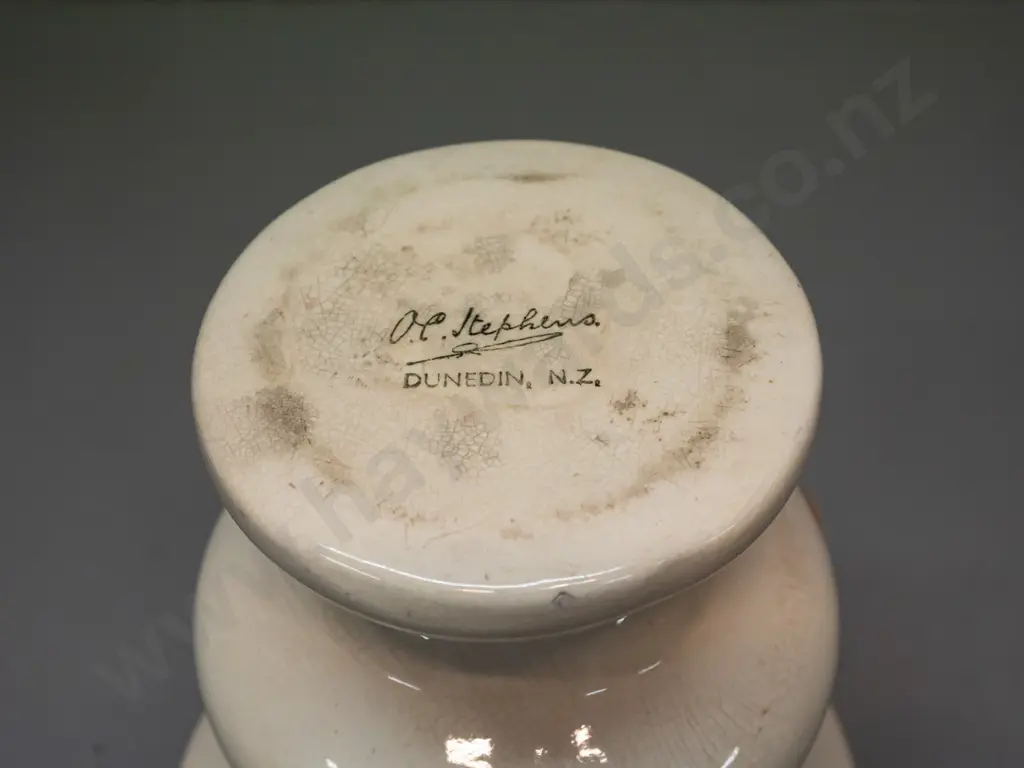 O.C. Stephens.
DUNEDIN, N.Z.